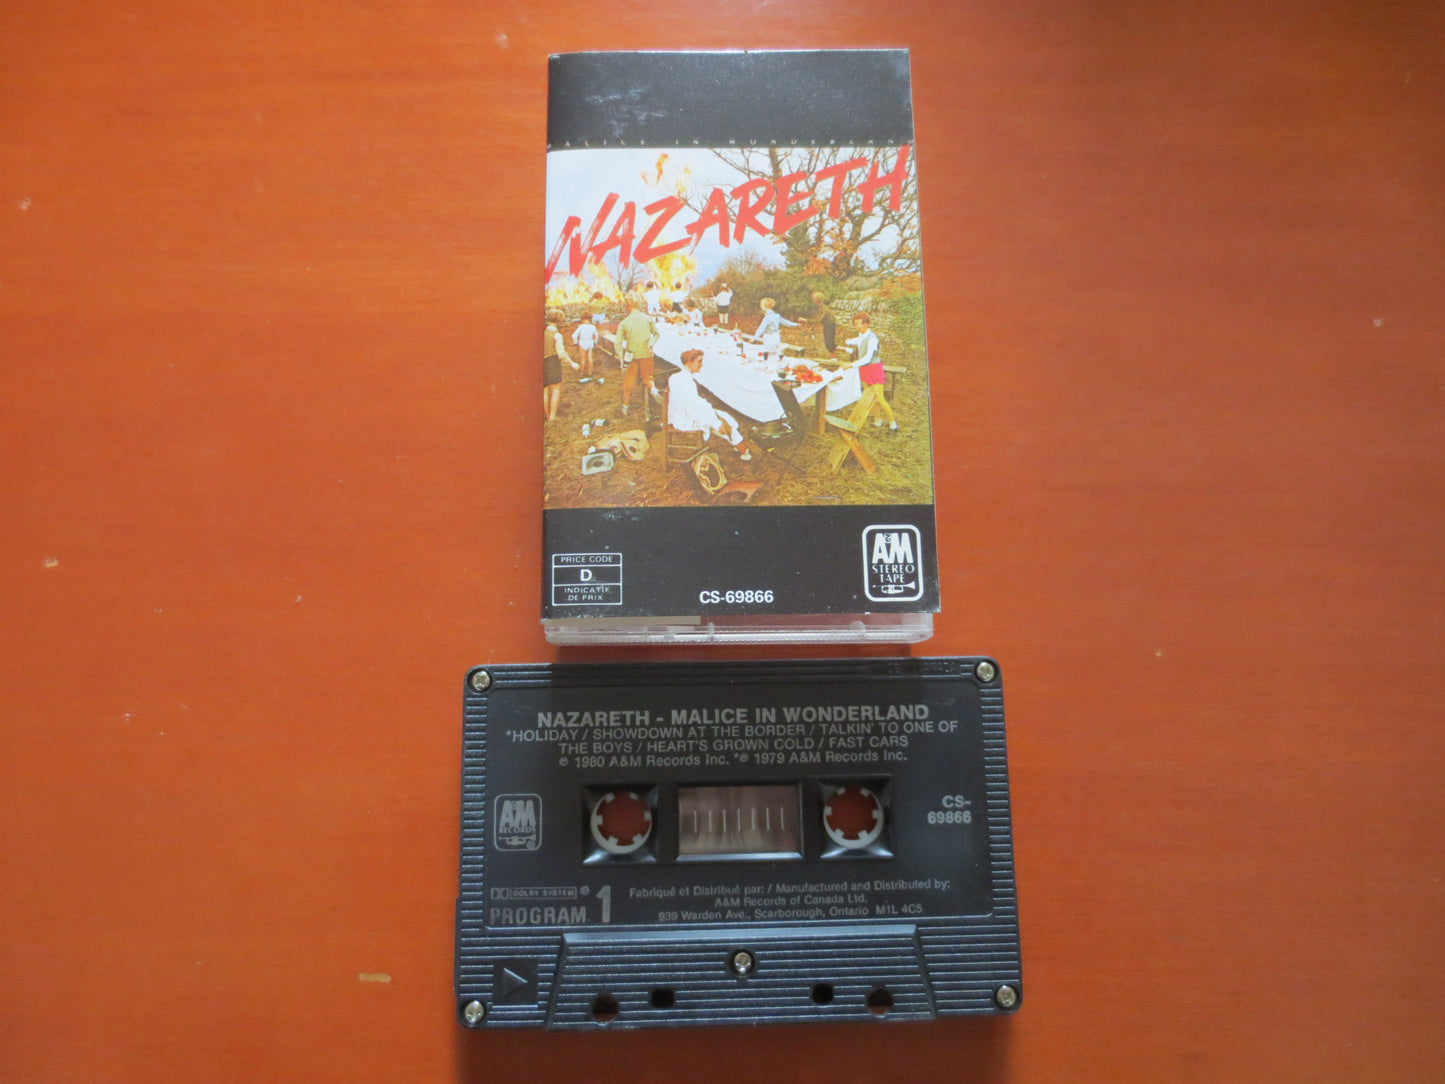 ALICE IN WUNDERLAN
NAZARETH
PRICE CODE
D
INDICATIF
DE PRIX
CS-69866
A&M
STEREO
TAPE
NAZARETH - MALICE IN WONDERLAND
*HOLIDAY / SHOWDOWN AT THE BORDER / TALKIN' TO ONE OF
THE BOYS / HEART'S GROWN COLD / FAST CARS
℗ 1980 A&M Records Inc. *℗ 1979 A&M Records Inc.
A&M
RECORDS
®
CS-
69866
DOLBY SYSTEM ®
PROGRAM 1
Fabriqué et Distribué par: / Manufactured and Distributed by:
A&M Records of Canada Ltd.
939 Warden Ave., Scarborough, Ontario M1L 4C5